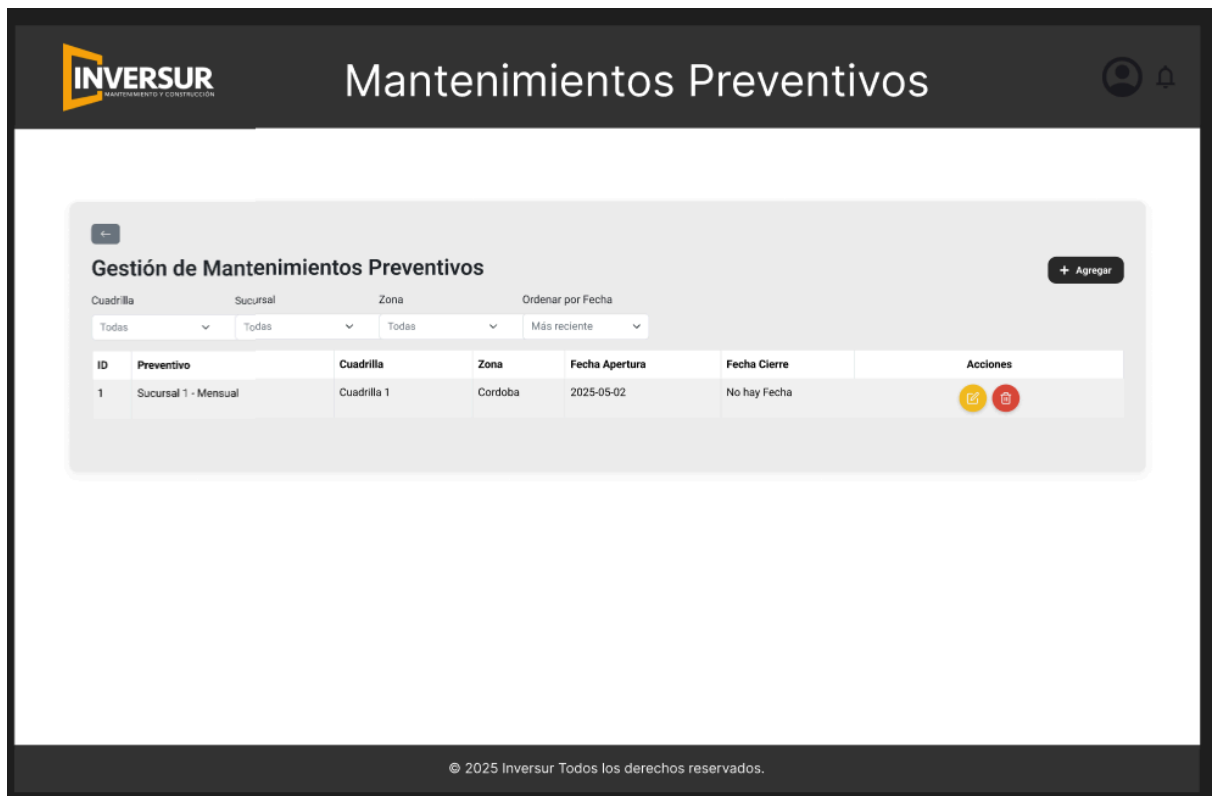 INVERSUR
MANTENIMIENTO Y CONSTRUCCIÓN
Mantenimientos Preventivos
Gestión de Mantenimientos Preventivos
+ Agregar
Cuadrilla Sucursal Zona Ordenar por Fecha
Todas Todas Todas Más reciente
ID Preventivo Cuadrilla Zona Fecha Apertura Fecha Cierre Acciones
1 Sucursal 1 - Mensual Cuadrilla 1 Cordoba 2025-05-02 No hay Fecha
© 2025 Inversur Todos los derechos reservados.